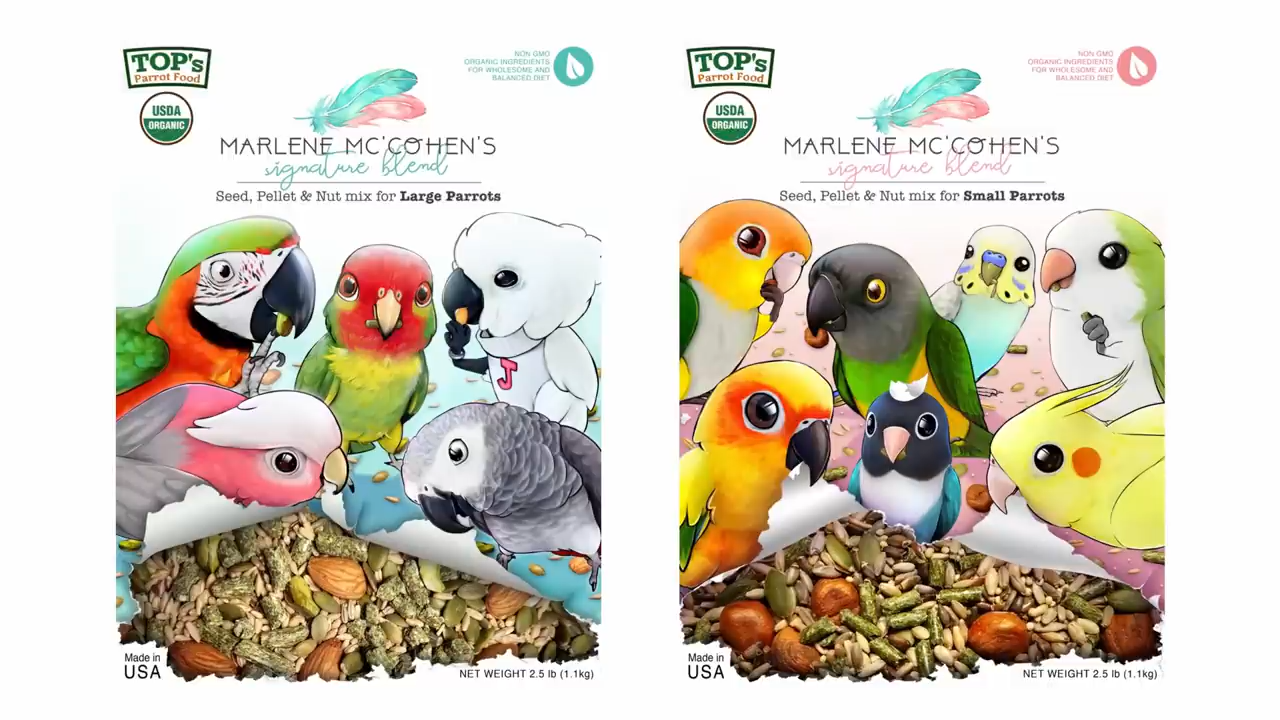 TOP's
Parrot Food
USDA
ORGANIC
NON GMO
ORGANIC INGREDIENTS
FOR WHOLESOME AND
BALANCED DIET
MARLENE MC'COHEN'S
signature blend
Seed, Pellet & Nut mix for Large Parrots
J
Made in
USA
NET WEIGHT 2.5 lb (1.1kg)
TOP's
Parrot Food
USDA
ORGANIC
NON GMO
ORGANIC INGREDIENTS
FOR WHOLESOME AND
BALANCED DIET
MARLENE MC'COHEN'S
signature blend
Seed, Pellet & Nut mix for Small Parrots
Made in
USA
NET WEIGHT 2.5 lb (1.1kg)